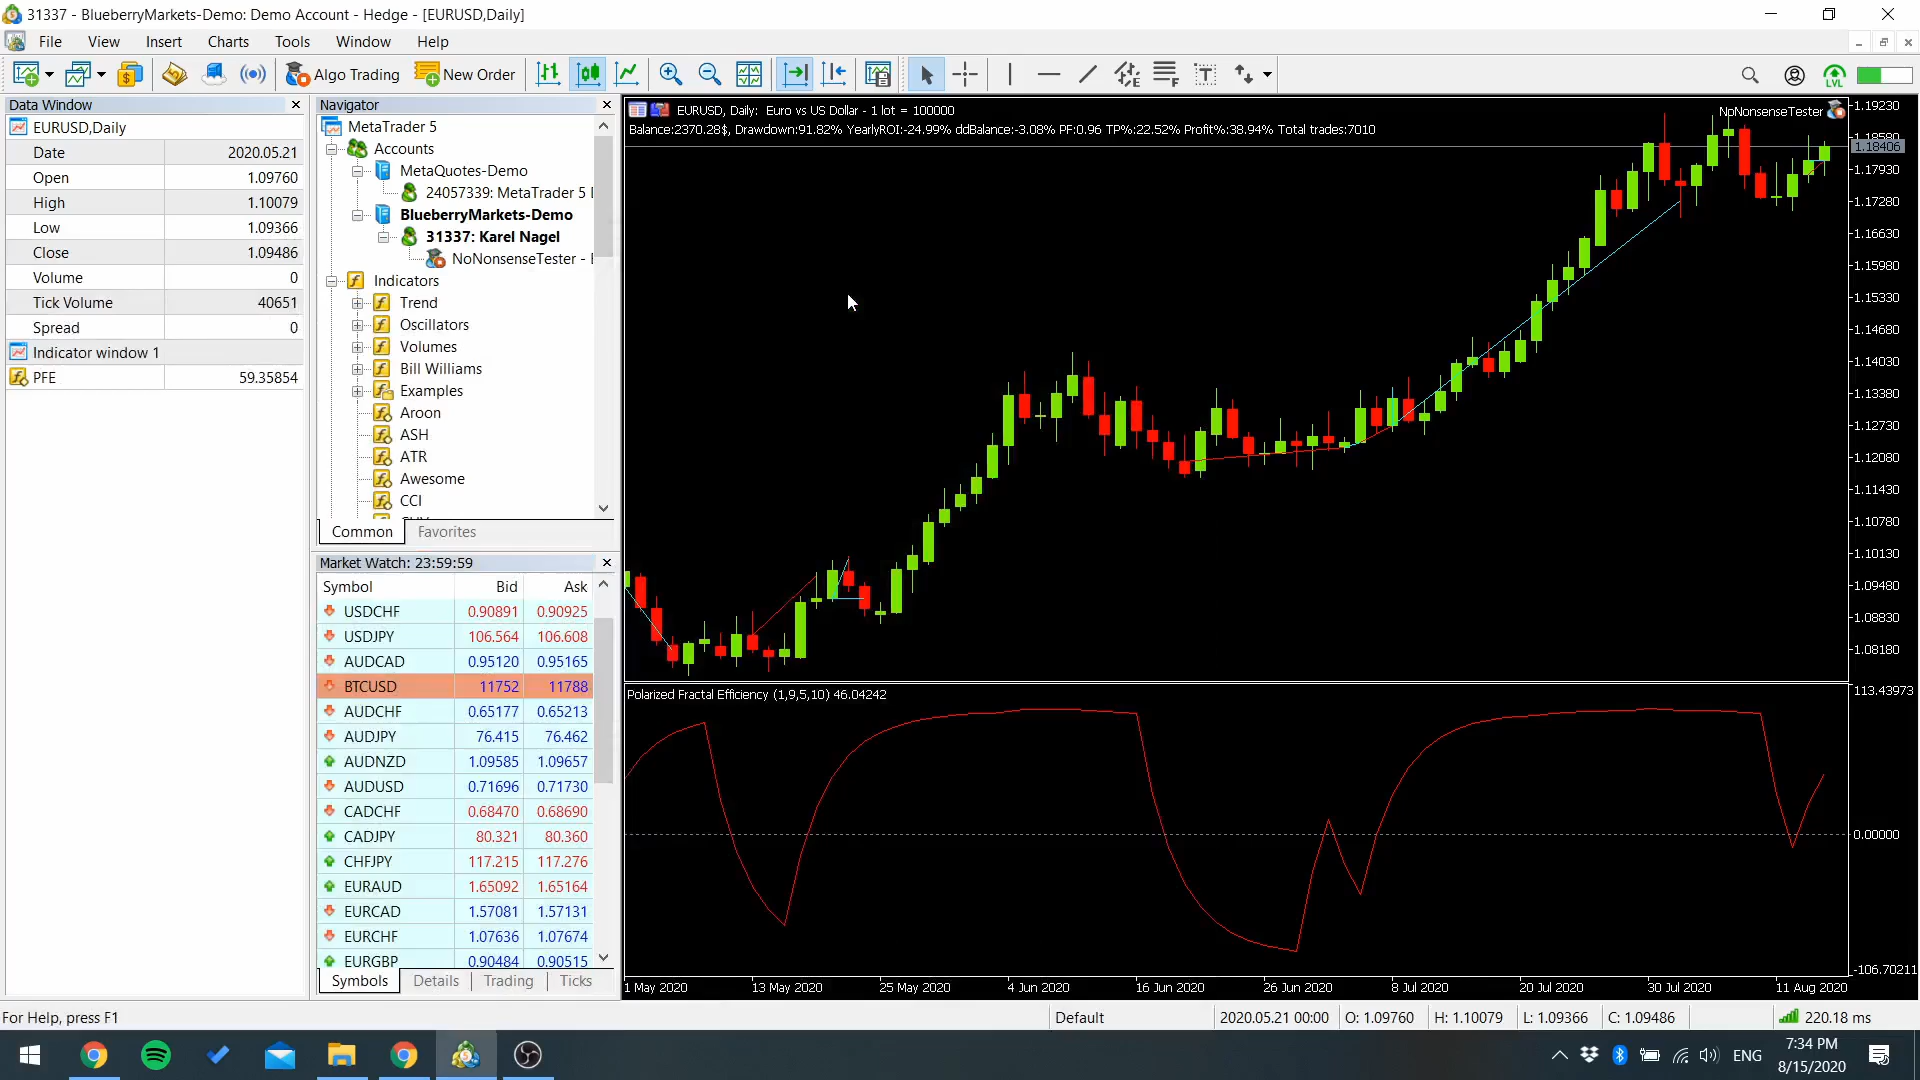 31337 - BlueberryMarkets-Demo: Demo Account - Hedge - [EURUSD,Daily]
File View Insert Charts Tools Window Help
Algo Trading New Order
Data Window
EURUSD,Daily
Date 2020.05.21
Open 1.09760
High 1.10079
Low 1.09366
Close 1.09486
Volume 0
Tick Volume 40651
Spread 0
Indicator window 1
PFE 59.35854
Navigator
MetaTrader 5
Accounts
MetaQuotes-Demo
24057339: MetaTrader 5
BlueberryMarkets-Demo
31337: Karel Nagel
NoNonsenseTester -
Indicators
Trend
Oscillators
Volumes
Bill Williams
Examples
Aroon
ASH
ATR
Awesome
CCI
Common Favorites
Market Watch: 23:59:59
Symbol Bid Ask
USDCHF 0.90891 0.90925
USDJPY 106.564 106.608
AUDCAD 0.95120 0.95165
BTCUSD 11752 11788
AUDCHF 0.65177 0.65213
AUDJPY 76.415 76.462
AUDNZD 1.09585 1.09657
AUDUSD 0.71696 0.71730
CADCHF 0.68470 0.68690
CADJPY 80.321 80.360
CHFJPY 117.215 117.276
EURAUD 1.65092 1.65164
EURCAD 1.57081 1.57131
EURCHF 1.07636 1.07674
EURGBP 0.90484 0.90515
Symbols Details Trading Ticks
EURUSD, Daily: Euro vs US Dollar - 1 lot = 100000
NoNonsenseTester
Balance:2370.28$, Drawdown:91.82% YearlyROI:-24.99% ddBalance:-3.08% PF:0.96 TP%:22.52% Profit%:38.94% Total trades:7010
1.19230
1.18580
1.18406
1.17930
1.17280
1.16630
1.15980
1.15330
1.14680
1.14030
1.13380
1.12730
1.12080
1.11430
1.10780
1.10130
1.09480
1.08830
1.08180
Polarized Fractal Efficiency (1,9,5,10) 46.04242
113.43973
0.00000
-106.70211
1 May 2020 13 May 2020 25 May 2020 4 Jun 2020 16 Jun 2020 26 Jun 2020 8 Jul 2020 20 Jul 2020 30 Jul 2020 11 Aug 2020
For Help, press F1 Default 2020.05.21 00:00 O: 1.09760 H: 1.10079 L: 1.09366 C: 1.09486 220.18 ms
ENG
7:34 PM
8/15/2020